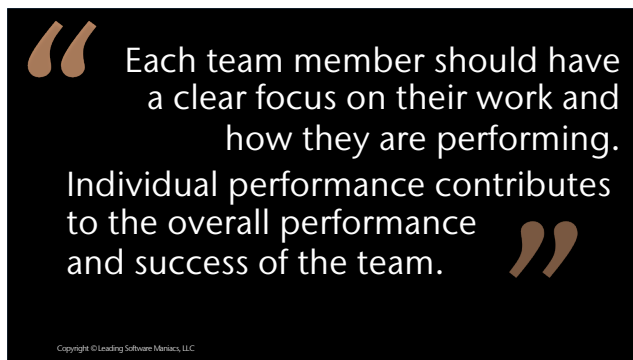 “ Each team member should have
a clear focus on their work and
how they are performing.
Individual performance contributes
to the overall performance
and success of the team. ”
Copyright © Leading Software Maniacs, LLC